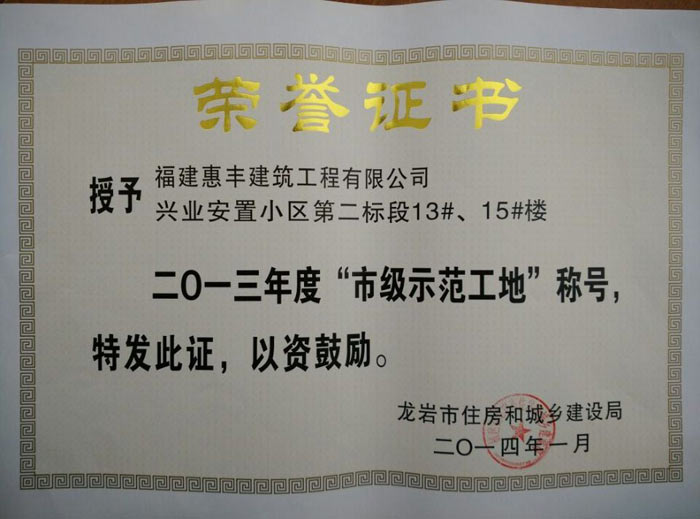 荣誉证书
授予
福建惠丰建筑工程有限公司
兴业安置小区第二标段13#、15#楼
二〇一三年度“市级示范工地”称号，
特发此证，以资鼓励。
龙岩市住房和城乡建设局
二〇一四年一月